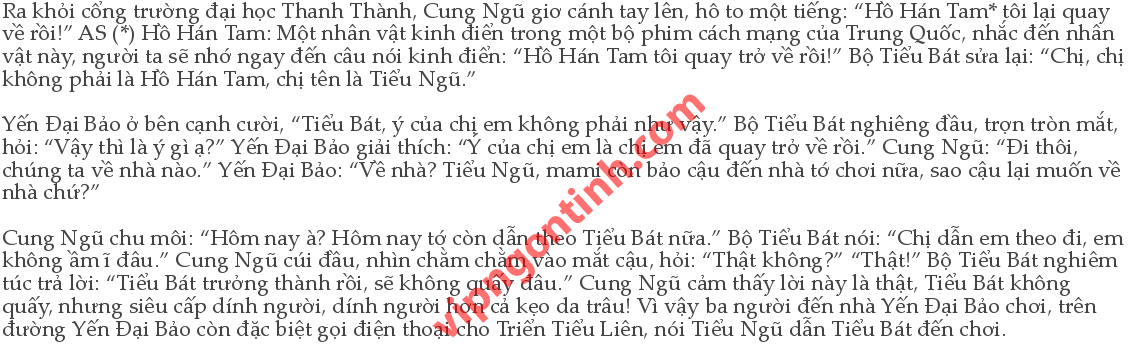 Ra khỏi cổng trường đại học Thanh Thành, Cung Ngũ giơ cánh tay lên, hô to một tiếng: “Hồ Hán Tam* tôi lại quay
về rồi!” AS (*) Hồ Hán Tam: Một nhân vật kinh điển trong một bộ phim cách mạng của Trung Quốc, nhắc đến nhân
vật này, người ta sẽ nhớ ngay đến câu nói kinh điển: “Hồ Hán Tam tôi quay trở về rồi!” Bộ Tiểu Bát sửa lại: “Chị, chị
không phải là Hồ Hán Tam, chị tên là Tiểu Ngũ.”
Yến Đại Bảo ở bên cạnh cười, “Tiểu Bát, ý của chị em không phải như vậy.” Bộ Tiểu Bát nghiêng đầu, trợn tròn mắt,
hỏi: “Vậy thì là ý gì ạ?” Yến Đại Bảo giải thích: “Ý của chị em là chị em đã quay trở về rồi.” Cung Ngũ: “Đi thôi,
chúng ta về nhà nào.” Yến Đại Bảo: “Về nhà? Tiểu Ngũ, mami còn bảo cậu đến nhà tớ chơi nữa, sao cậu lại muốn về
nhà chứ?”
Cung Ngũ chu môi: “Hôm nay à? Hôm nay tớ còn dẫn theo Tiểu Bát nữa.” Bộ Tiểu Bát nói: “Chị dẫn em theo đi, em
không ầm ĩ đâu.” Cung Ngũ cúi đầu, nhìn chằm chằm vào mắt cậu, hỏi: “Thật không?” “Thật!” Bộ Tiểu Bát nghiêm
túc trả lời: “Tiểu Bát trưởng thành rồi, sẽ không quấy đâu.” Cung Ngũ cảm thấy lời này là thật, Tiểu Bát không
quấy, nhưng siêu cấp dính người, dính người hơn cả kẹo da trâu! Vì vậy ba người đến nhà Yến Đại Bảo chơi, trên
đường Yến Đại Bảo còn đặc biệt gọi điện thoại cho Triển Tiểu Liên, nói Tiểu Ngũ dẫn Tiểu Bát đến chơi.
vipngontinh.com